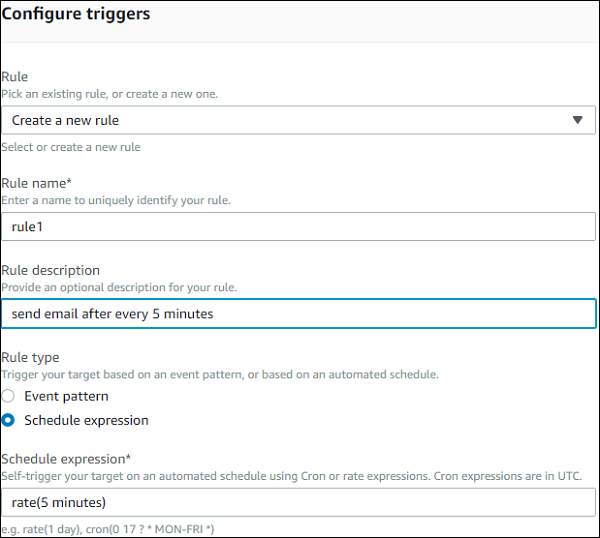 Configure triggers
Rule
Pick an existing rule, or create a new one.
Create a new rule
Select or create a new rule
Rule name*
Enter a name to uniquely identify your rule.
rule1
Rule description
Provide an optional description for your rule.
send email after every 5 minutes
Rule type
Trigger your target based on an event pattern, or based on an automated schedule.
Event pattern
Schedule expression
Schedule expression*
Self-trigger your target on an automated schedule using Cron or rate expressions. Cron expressions are in UTC.
rate(5 minutes)
e.g. rate(1 day), cron(0 17 ? * MON-FRI *)